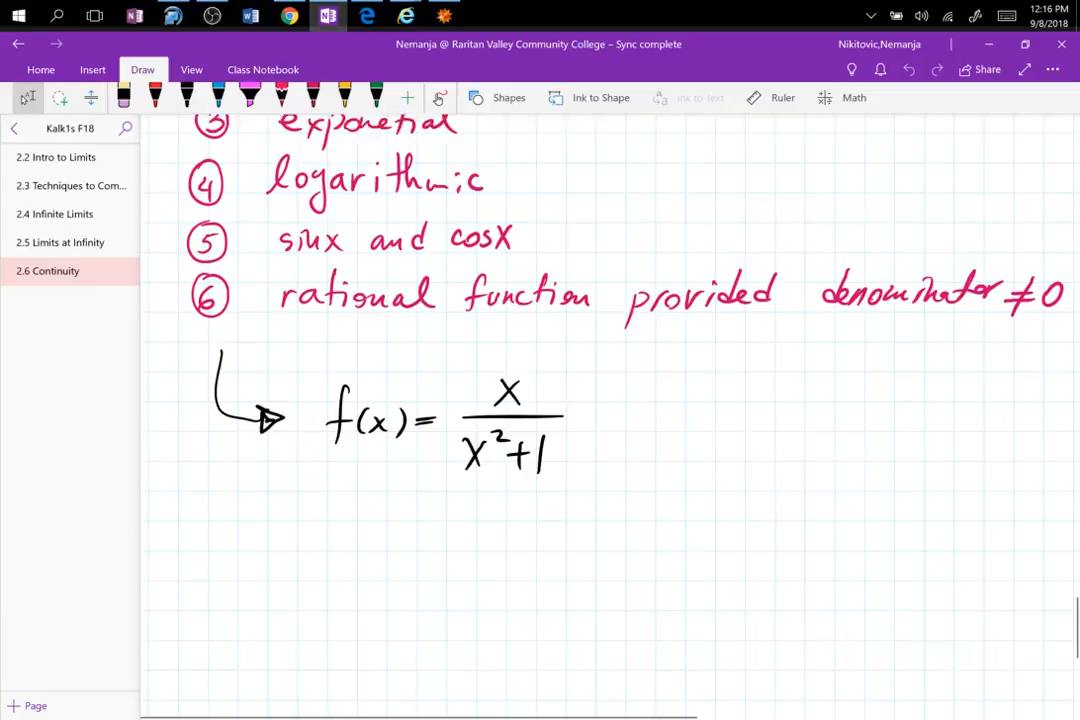 12:16 PM
9/8/2018
Nemanja @ Raritan Valley Community College – Sync complete
Nikitovic,Nemanja
Home Insert Draw View Class Notebook
Share
Shapes Ink to Shape Ink to Text Ruler Math
Kalk1s F18
2.2 Intro to Limits
2.3 Techniques to Com...
2.4 Infinite Limits
2.5 Limits at Infinity
2.6 Continuity
Page
③ exponetial
④ logarithmic
⑤ sinx and cosx
⑥ rational function provided denominator ≠0
f(x) = x / x²+1